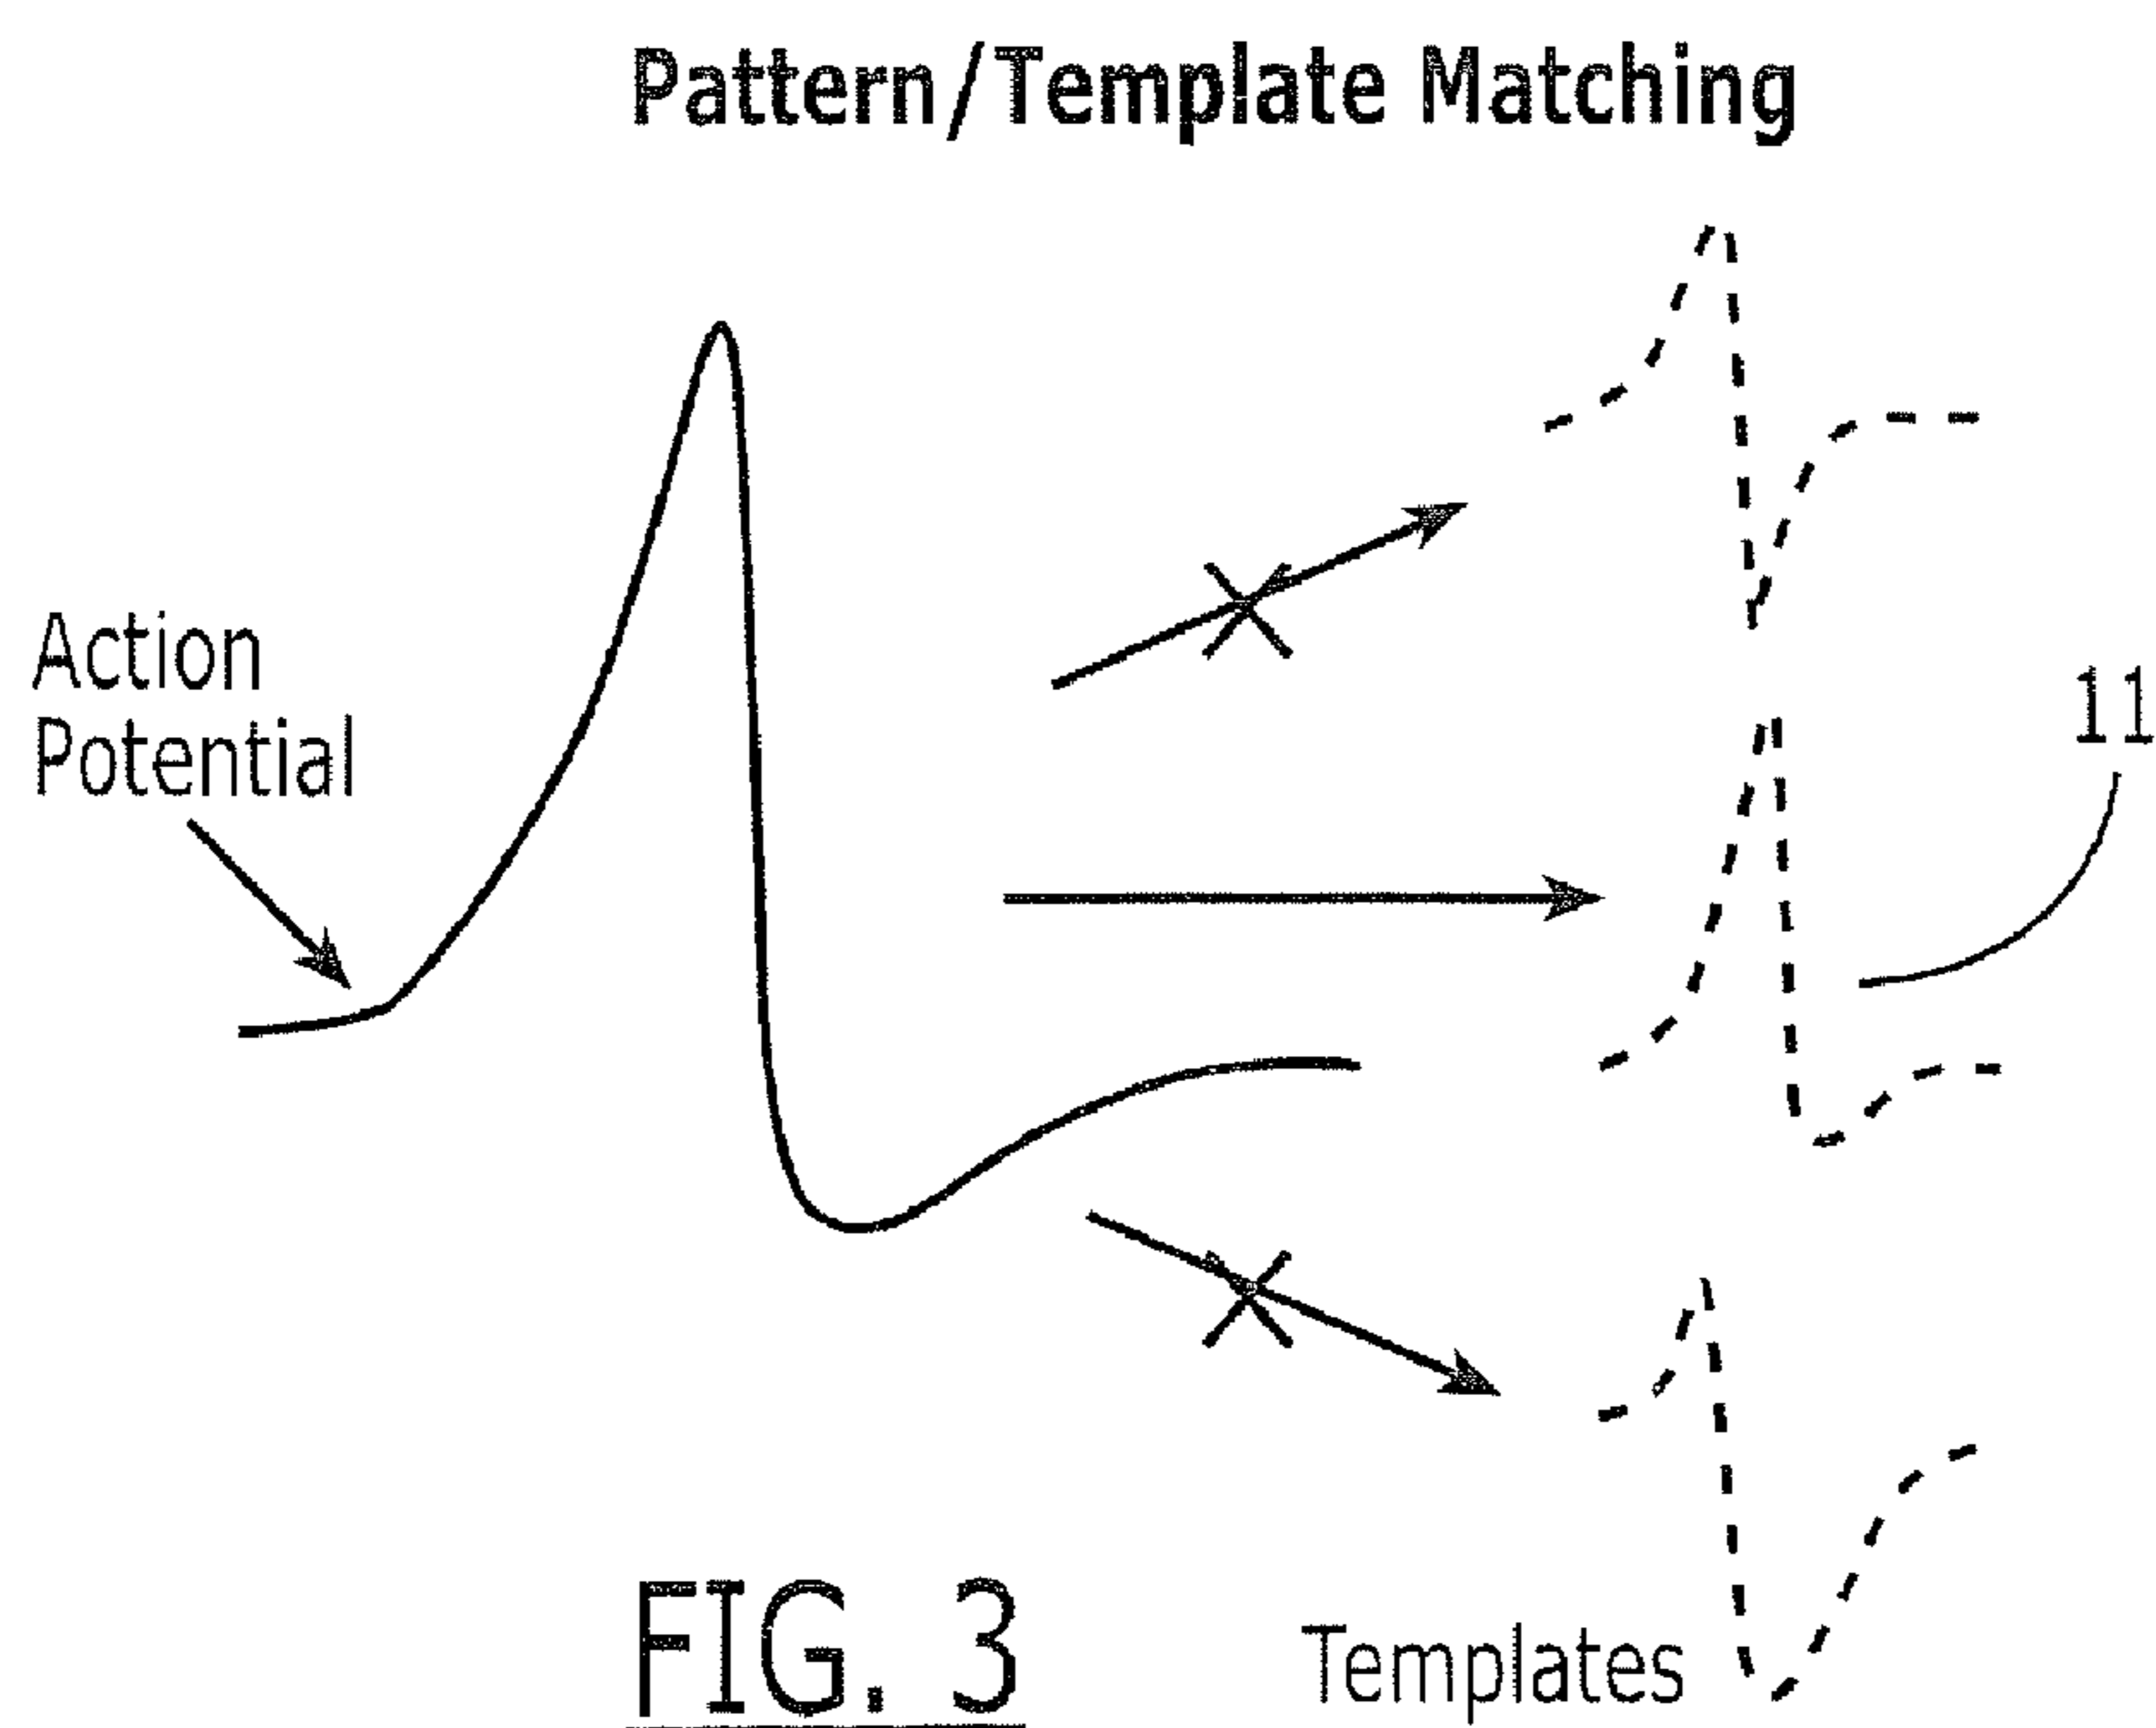 Pattern/Template Matching
Action
Potential
11
Templates
FIG. 3